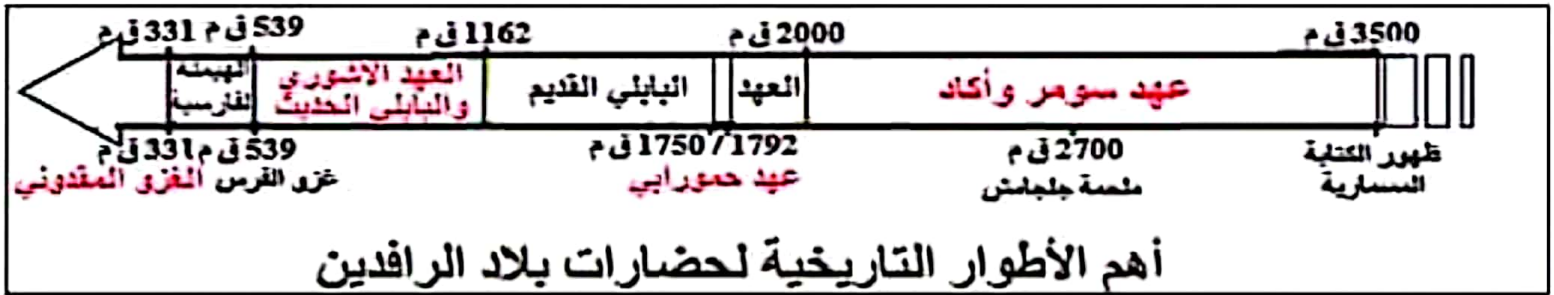 3500 ق م 2000 ق م 1162 ق م 539 ق م 331 ق م
عهد سومر وأكاد العهد البابلي القديم العهد الاشوري الهيمنة
والبابلي الحديث الفارسية
ظهور الكتابة 2700 ق م 1792 / 1750 ق م 539 ق م 331 ق م
المسمارية ملحمة جلجامش عهد حمورابي غزو الفرس الغزو المقدوني
أهم الأطوار التاريخية لحضارات بلاد الرافدين